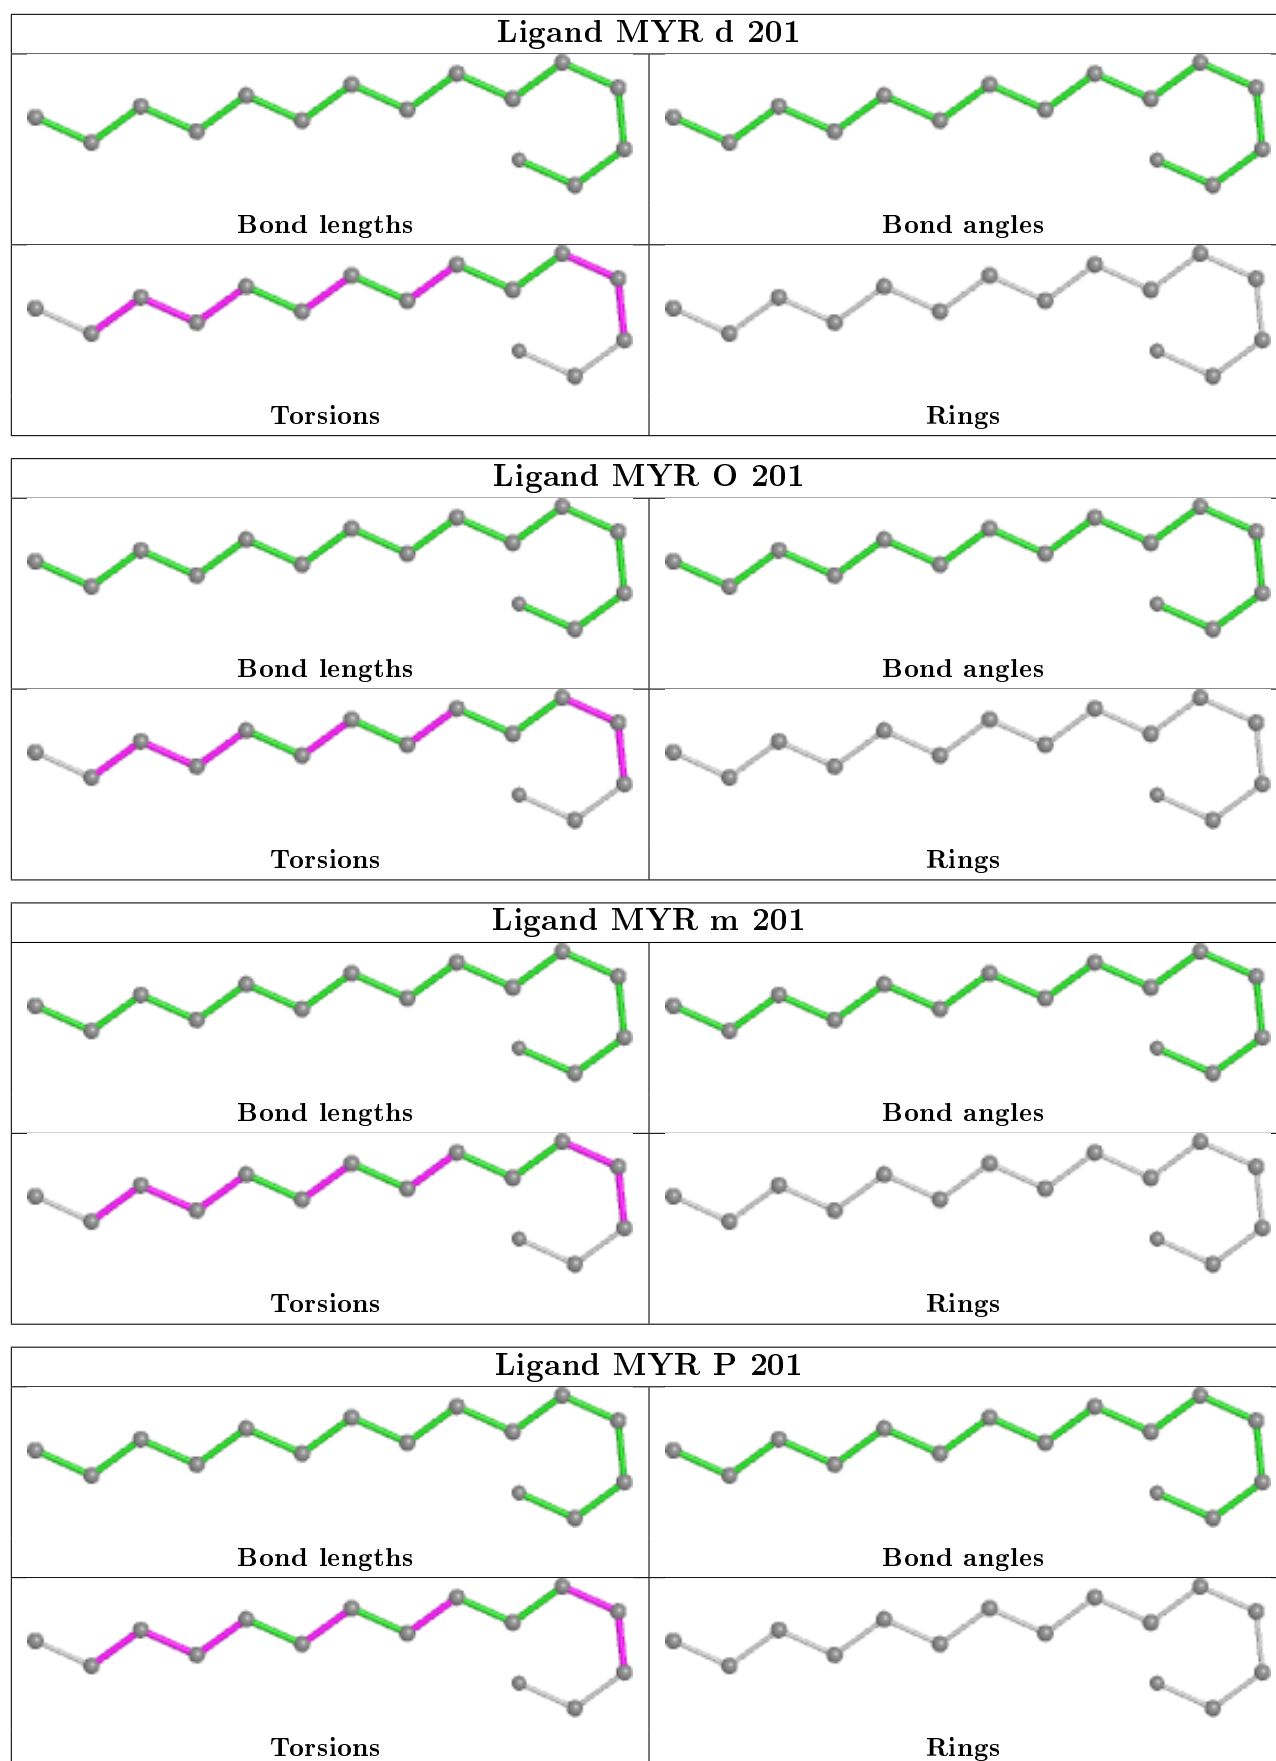 Ligand MYR d 201
Bond lengths
Bond angles
Torsions
Rings
Ligand MYR O 201
Bond lengths
Bond angles
Torsions
Rings
Ligand MYR m 201
Bond lengths
Bond angles
Torsions
Rings
Ligand MYR P 201
Bond lengths
Bond angles
Torsions
Rings